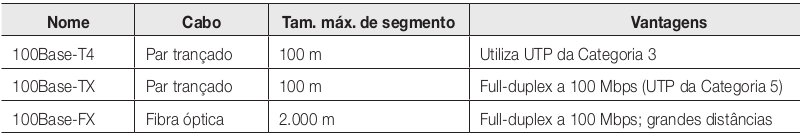 Nome Cabo Tam. máx. de segmento Vantagens
100Base-T4 Par trançado 100 m Utiliza UTP da Categoria 3
100Base-TX Par trançado 100 m Full-duplex a 100 Mbps (UTP da Categoria 5)
100Base-FX Fibra óptica 2.000 m Full-duplex a 100 Mbps; grandes distâncias